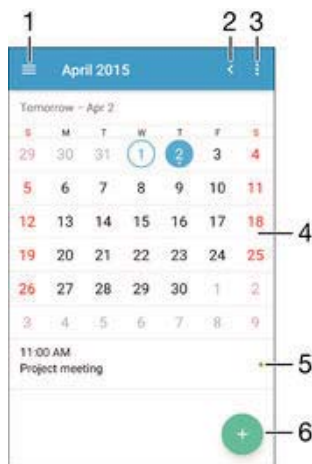 1 2 3
April 2015
Tomorrow – Apr 2
S M T W T F S
29 30 31 1 2 3 4
5 6 7 8 9 10 11
12 13 14 15 16 17 18
4
19 20 21 22 23 24 25
26 27 28 29 30 1 2
3 4 5 6 7 8 9
11:00 AM
Project meeting
5
6